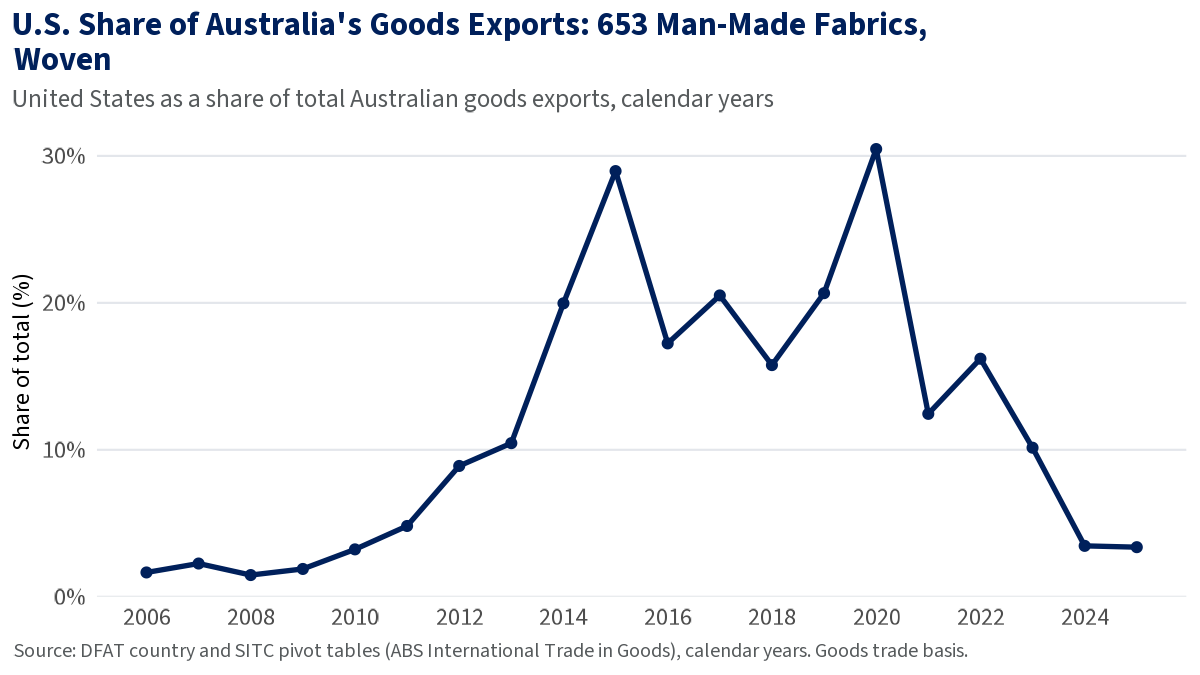 U.S. Share of Australia's Goods Exports: 653 Man-Made Fabrics,
Woven
United States as a share of total Australian goods exports, calendar years
Share of total (%)
30%
20%
10%
0%
2006 2008 2010 2012 2014 2016 2018 2020 2022 2024
Source: DFAT country and SITC pivot tables (ABS International Trade in Goods), calendar years. Goods trade basis.